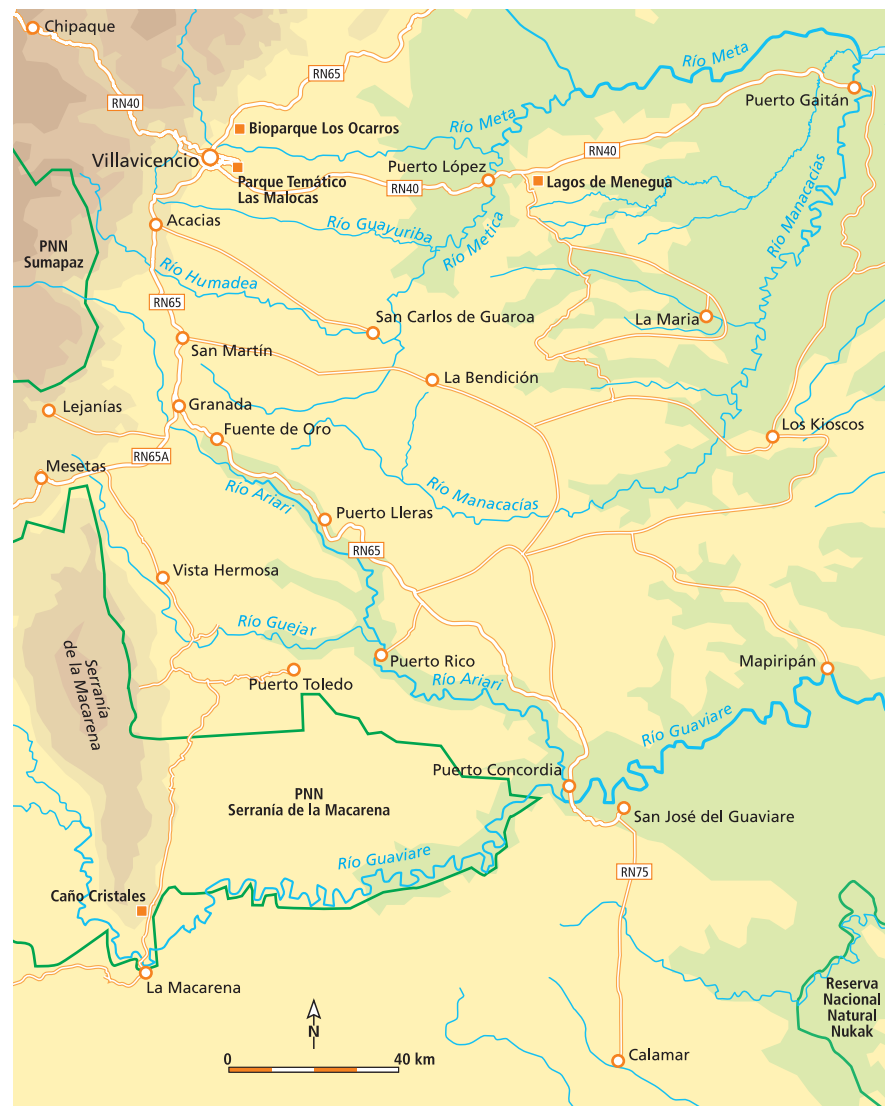 Chipaque
Río Meta
RN65
Puerto Gaitán
RN40
Bioparque Los Ocarros
Río Meta
RN40
Villavicencio
Parque Temático
Las Malocas
Puerto López
RN40
Lagos de Menegua
Río Manacacías
Acacias
Río Guayuriba
Río Metica
PNN
Sumapaz
Río Humadea
RN65
San Carlos de Guaroa
La Maria
San Martín
La Bendición
Lejanías
Granada
Fuente de Oro
Los Kioscos
RN65A
Mesetas
Río Ariari
Río Manacacías
Puerto Lleras
RN65
Vista Hermosa
Río Guejar
Serranía
de la Macarena
Puerto Rico
Mapiripán
Puerto Toledo
Río Ariari
Río Guaviare
Puerto Concordia
PNN
Serranía de la Macarena
San José del Guaviare
Río Guaviare
RN75
Caño Cristales
La Macarena
Reserva
Nacional
Natural
Nukak
N
0 40 km
Calamar